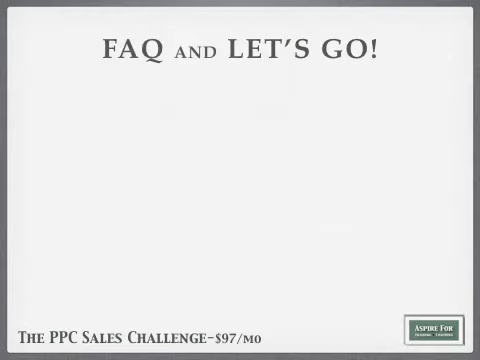 FAQ AND LET'S GO!
THE PPC SALES CHALLENGE-$97/MO
ASPIRE FOR